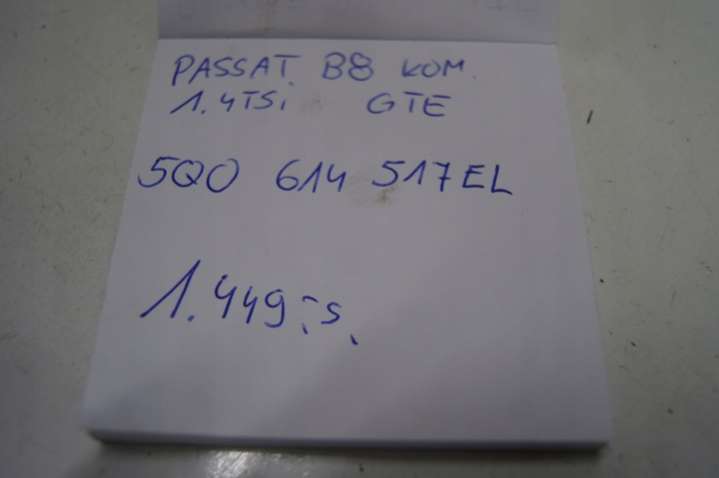 PASSAT B8 KOM.
1.4TSi GTE
5Q0 614 517EL
1.449:-s.